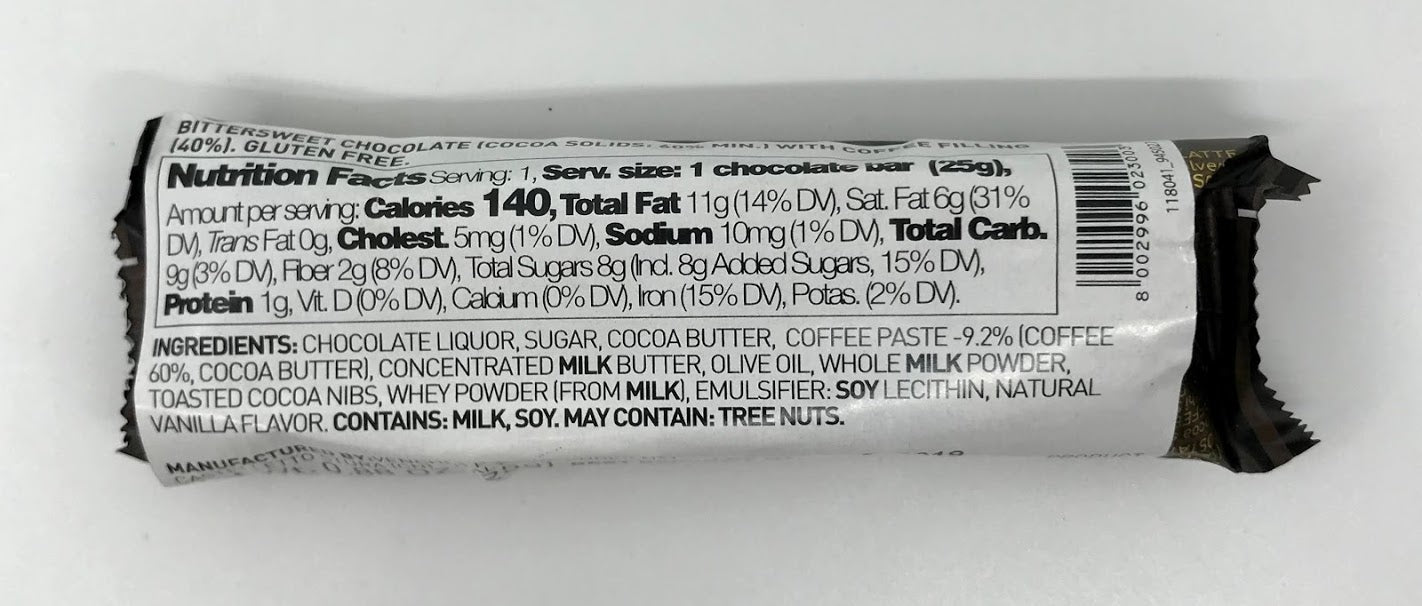 BITTERSWEET CHOCOLATE (COCOA SOLIDS: 60% MIN.) WITH COFFEE FILLING
(40%). GLUTEN FREE.
Nutrition Facts Serving: 1, Serv. size: 1 chocolate bar (25g),
Amount per serving: Calories 140, Total Fat 11g (14% DV), Sat. Fat 6g (31%
DV), Trans Fat 0g, Cholest. 5mg (1% DV), Sodium 10mg (1% DV), Total Carb.
9g (3% DV), Fiber 2g (8% DV), Total Sugars 8g (Incl. 8g Added Sugars, 15% DV),
Protein 1g, Vit. D (0% DV), Calcium (0% DV), Iron (15% DV), Potas. (2% DV).
INGREDIENTS: CHOCOLATE LIQUOR, SUGAR, COCOA BUTTER, COFFEE PASTE -9.2% (COFFEE
60%, COCOA BUTTER), CONCENTRATED MILK BUTTER, OLIVE OIL, WHOLE MILK POWDER,
TOASTED COCOA NIBS, WHEY POWDER (FROM MILK), EMULSIFIER: SOY LECITHIN, NATURAL
VANILLA FLAVOR. CONTAINS: MILK, SOY. MAY CONTAIN: TREE NUTS.
MANUFACTURED BY
8 002996 023003